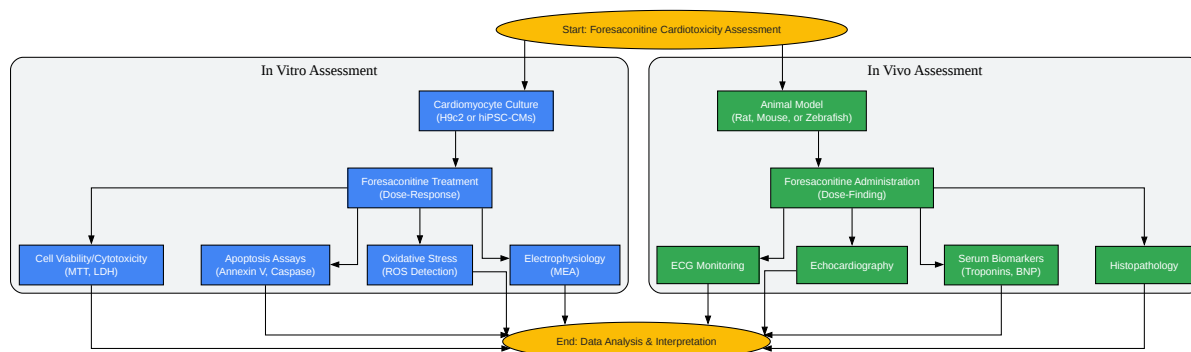 Start: Foresaconitine Cardiotoxicity Assessment
In Vitro Assessment
In Vivo Assessment
Cardiomyocyte Culture
(H9c2 or hiPSC-CMs)
Animal Model
(Rat, Mouse, or Zebrafish)
Foresaconitine Treatment
(Dose-Response)
Foresaconitine Administration
(Dose-Finding)
Cell Viability/Cytotoxicity
(MTT, LDH)
Apoptosis Assays
(Annexin V, Caspase)
Oxidative Stress
(ROS Detection)
Electrophysiology
(MEA)
ECG Monitoring
Echocardiography
Serum Biomarkers
(Troponins, BNP)
Histopathology
End: Data Analysis & Interpretation